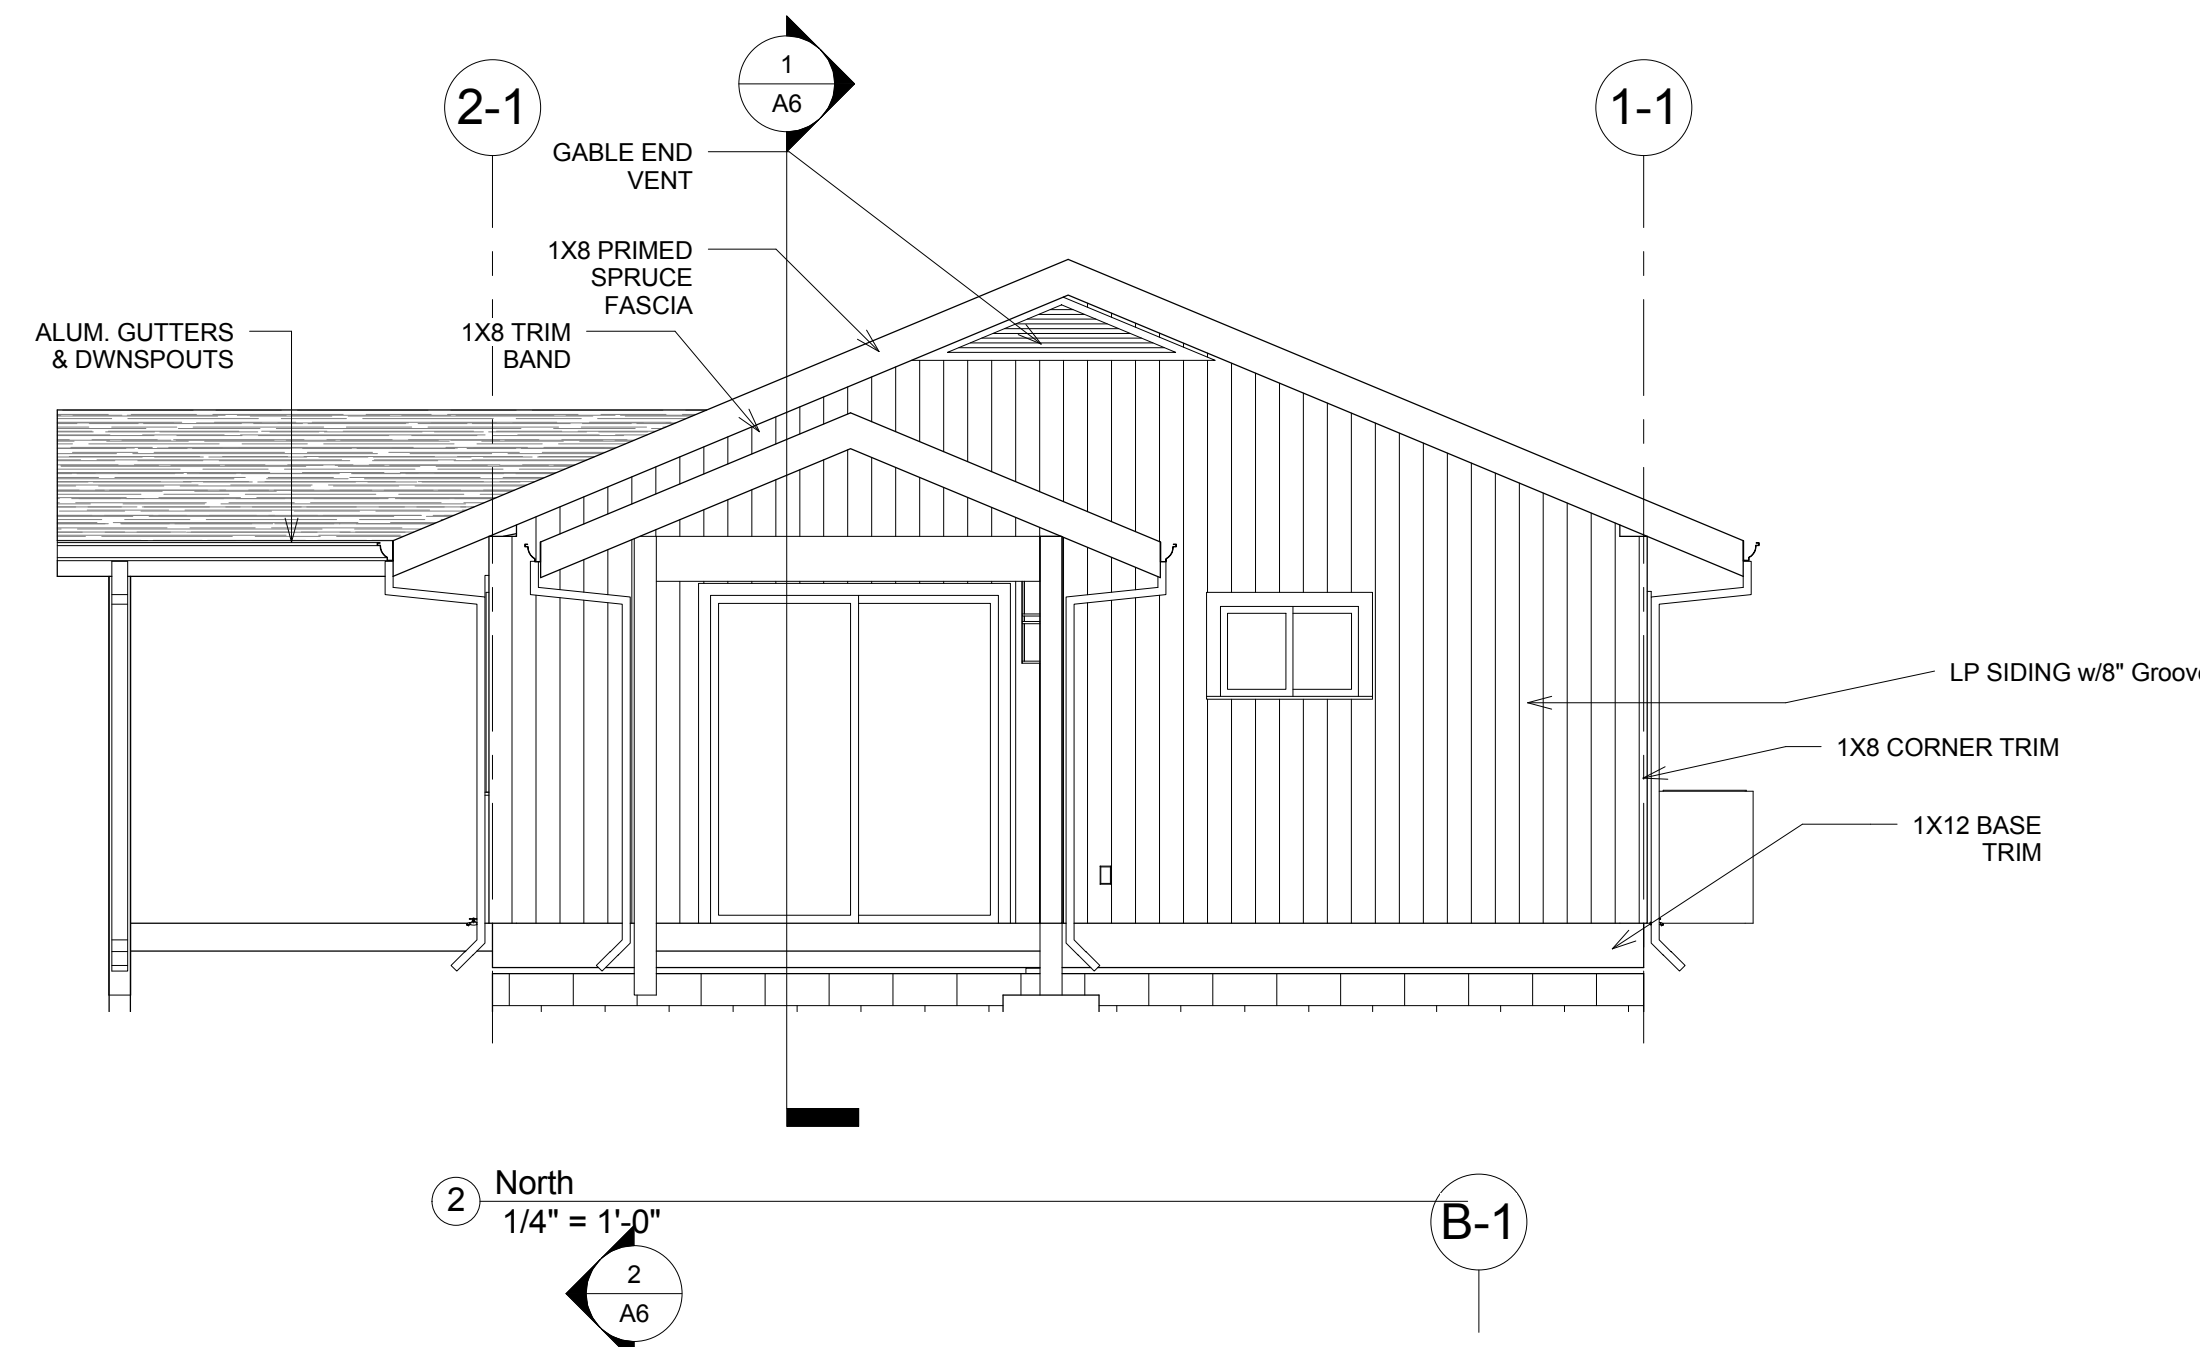 1
A6
2-1
1-1
GABLE END
VENT
1X8 PRIMED
SPRUCE
FASCIA
ALUM. GUTTERS
& DWNSPOUTS
1X8 TRIM
BAND
LP SIDING w/8" Groove
1X8 CORNER TRIM
1X12 BASE
TRIM
2
North
1/4" = 1'-0"
B-1
2
A6